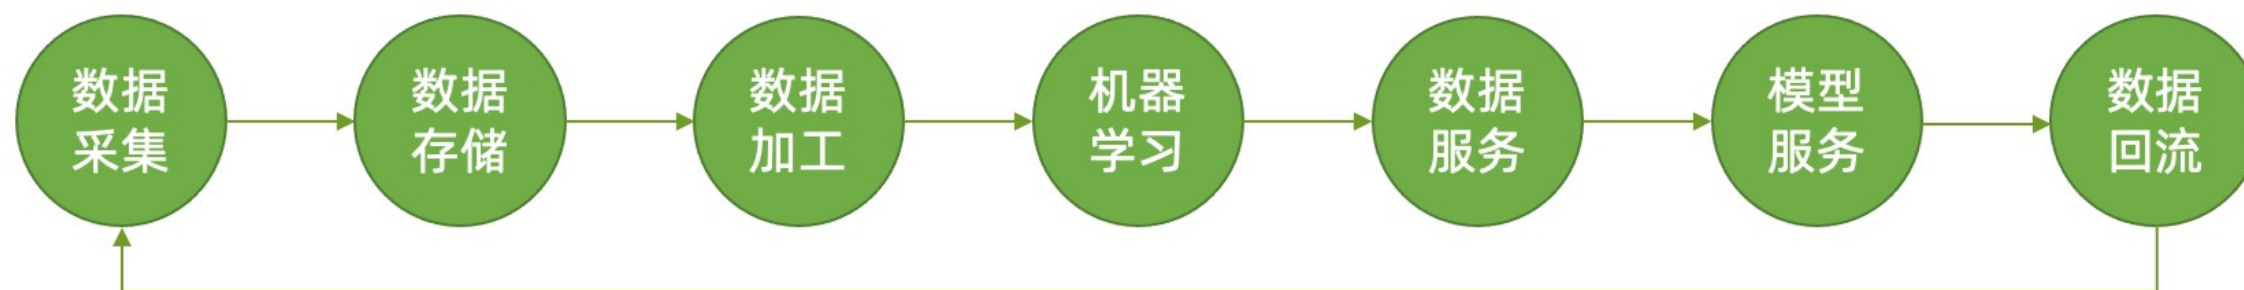 数据
采集
数据
存储
数据
加工
机器
学习
数据
服务
模型
服务
数据
回流